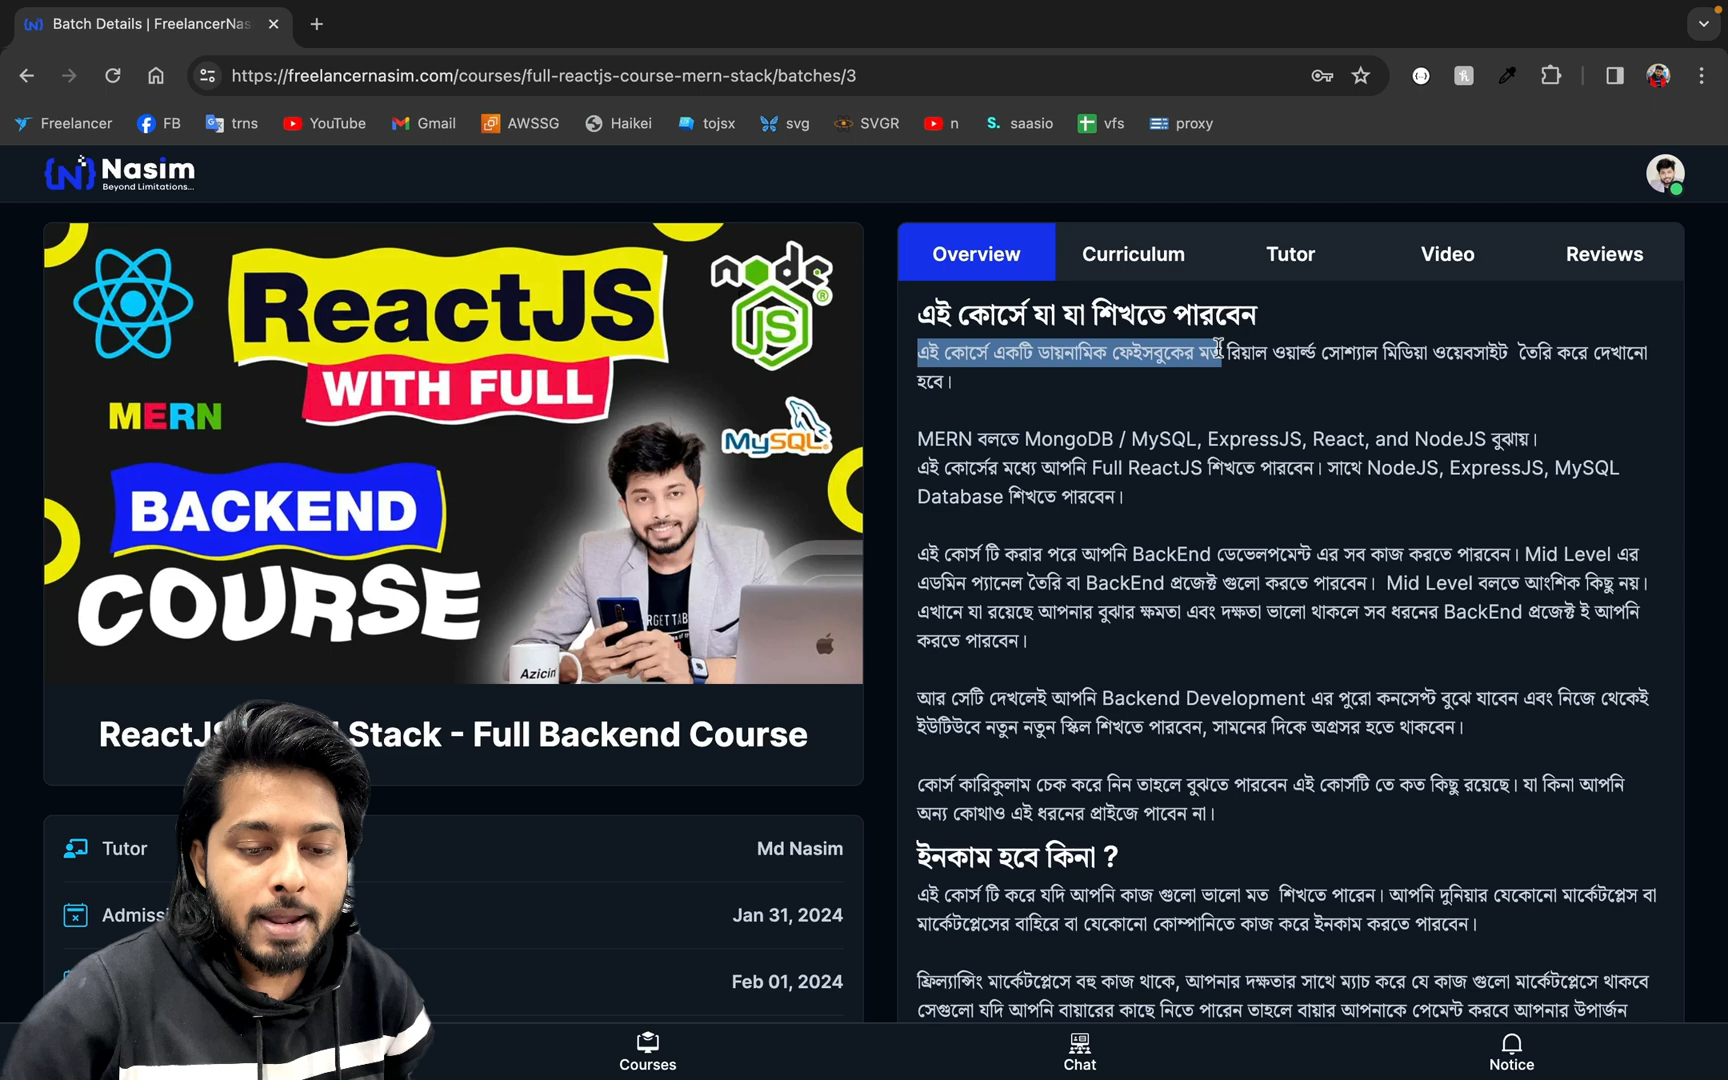 Batch Details | FreelancerNas
https://freelancernasim.com/courses/full-reactjs-course-mern-stack/batches/3
Freelancer
FB
trns
YouTube
Gmail
AWSSG
Haikei
tojsx
svg
SVGR
n
saasio
vfs
proxy
Nasim
Beyond Limitations...
ReactJS
WITH FULL
node
JS
MERN
MySQL
BACKEND
COURSE
Azicin
ReactJS Stack - Full Backend Course
Tutor Md Nasim
Jan 31, 2024
Feb 01, 2024
Overview Curriculum Tutor Video Reviews
এই কোর্সে যা যা শিখতে পারবেন
এই কোর্সে একটি ডায়নামিক ফেইসবুকের মত রিয়াল ওয়ার্ল্ড সোশ্যাল মিডিয়া ওয়েবসাইট তৈরি করে দেখানো
হবে।
MERN বলতে MongoDB / MySQL, ExpressJS, React, and NodeJS বুঝায়।
এই কোর্সের মধ্যে আপনি Full ReactJS শিখতে পারবেন। সাথে NodeJS, ExpressJS, MySQL
Database শিখতে পারবেন।
এই কোর্স টি করার পরে আপনি BackEnd ডেভেলপমেন্ট এর সব কাজ করতে পারবেন। Mid Level এর
এডমিন প্যানেল তৈরি বা BackEnd প্রজেক্ট গুলো করতে পারবেন। Mid Level বলতে আংশিক কিছু নয়।
এখানে যা রয়েছে আপনার বুঝার ক্ষমতা এবং দক্ষতা ভালো থাকলে সব ধরনের BackEnd প্রজেক্ট ই আপনি
করতে পারবেন।
আর সেটি দেখলেই আপনি Backend Development এর পুরো কনসেপ্ট বুঝে যাবেন এবং নিজে থেকেই
ইউটিউবে নতুন নতুন স্কিল শিখতে পারবেন, সামনের দিকে অগ্রসর হতে থাকবেন।
কোর্স কারিকুলাম চেক করে নিন তাহলে বুঝতে পারবেন এই কোর্সটি তে কত কিছু রয়েছে। যা কিনা আপনি
অন্য কোথাও এই ধরনের প্রাইজে পাবেন না।
ইনকাম হবে কিনা ?
এই কোর্স টি করে যদি আপনি কাজ গুলো ভালো মত শিখতে পারেন। আপনি দুনিয়ার যেকোনো মার্কেটপ্লেস বা
মার্কেটপ্লেসের বাহিরে বা যেকোনো কোম্পানিতে কাজ করে ইনকাম করতে পারবেন।
ফ্রিল্যান্সিং মার্কেটপ্লেসে বহু কাজ থাকে, আপনার দক্ষতার সাথে ম্যাচ করে যে কাজ গুলো মার্কেটপ্লেসে থাকবে
সেগুলো যদি আপনি বায়ারের কাছে নিতে পারেন তাহলে বায়ার আপনাকে পেমেন্ট করবে আপনার উপার্জন
Courses Chat Notice